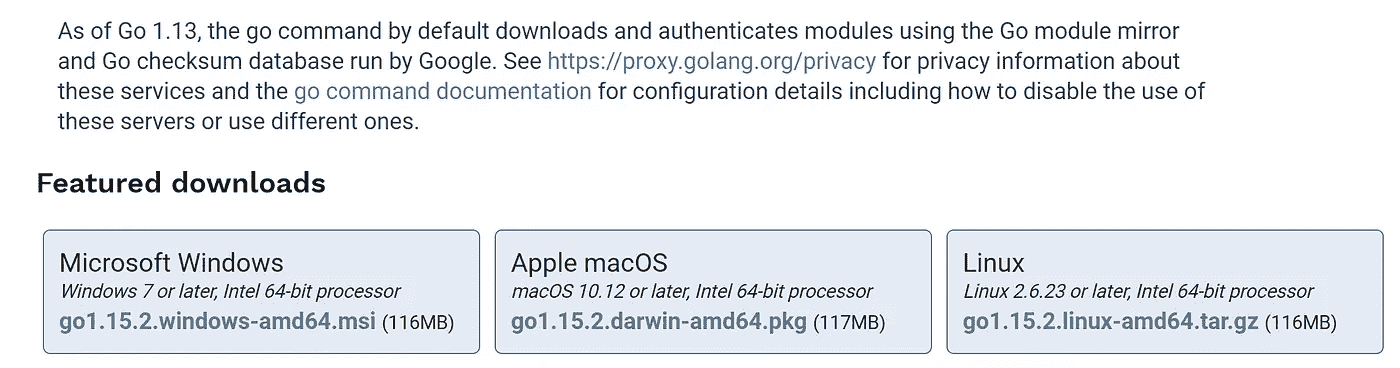 As of Go 1.13, the go command by default downloads and authenticates modules using the Go module mirror
and Go checksum database run by Google. See https://proxy.golang.org/privacy for privacy information about
these services and the go command documentation for configuration details including how to disable the use of
these servers or use different ones.
Featured downloads
Microsoft Windows
Windows 7 or later, Intel 64-bit processor
go1.15.2.windows-amd64.msi (116MB)
Apple macOS
macOS 10.12 or later, Intel 64-bit processor
go1.15.2.darwin-amd64.pkg (117MB)
Linux
Linux 2.6.23 or later, Intel 64-bit processor
go1.15.2.linux-amd64.tar.gz (116MB)